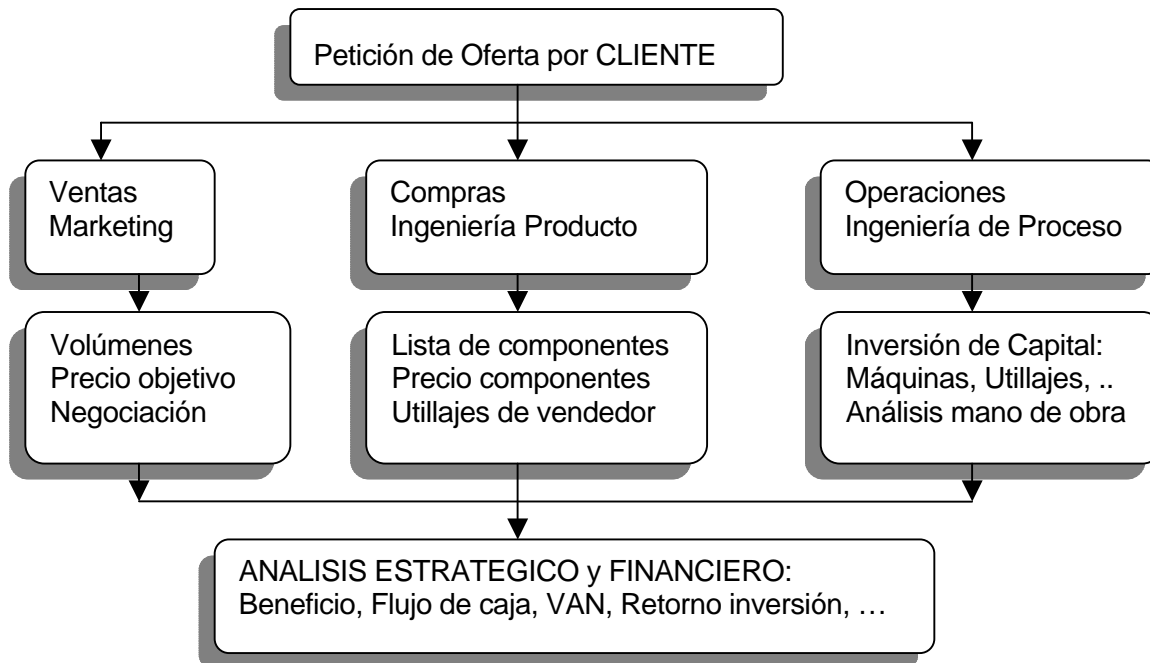 Petición de Oferta por CLIENTE
Ventas
Marketing
Compras
Ingeniería Producto
Operaciones
Ingeniería de Proceso
Volúmenes
Precio objetivo
Negociación
Lista de componentes
Precio componentes
Utillajes de vendedor
Inversión de Capital:
Máquinas, Utillajes, ..
Análisis mano de obra
ANALISIS ESTRATEGICO y FINANCIERO:
Beneficio, Flujo de caja, VAN, Retorno inversión, …